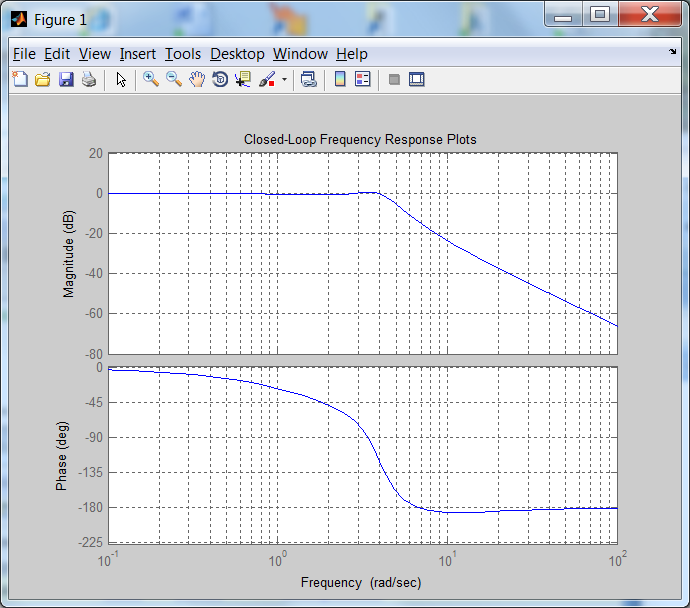 Figure 1
File Edit View Insert Tools Desktop Window Help
Closed-Loop Frequency Response Plots
20
0
-20
-40
-60
-80
Magnitude (dB)
0
-45
-90
-135
-180
-225
Phase (deg)
10^-1 10^0 10^1 10^2
Frequency (rad/sec)